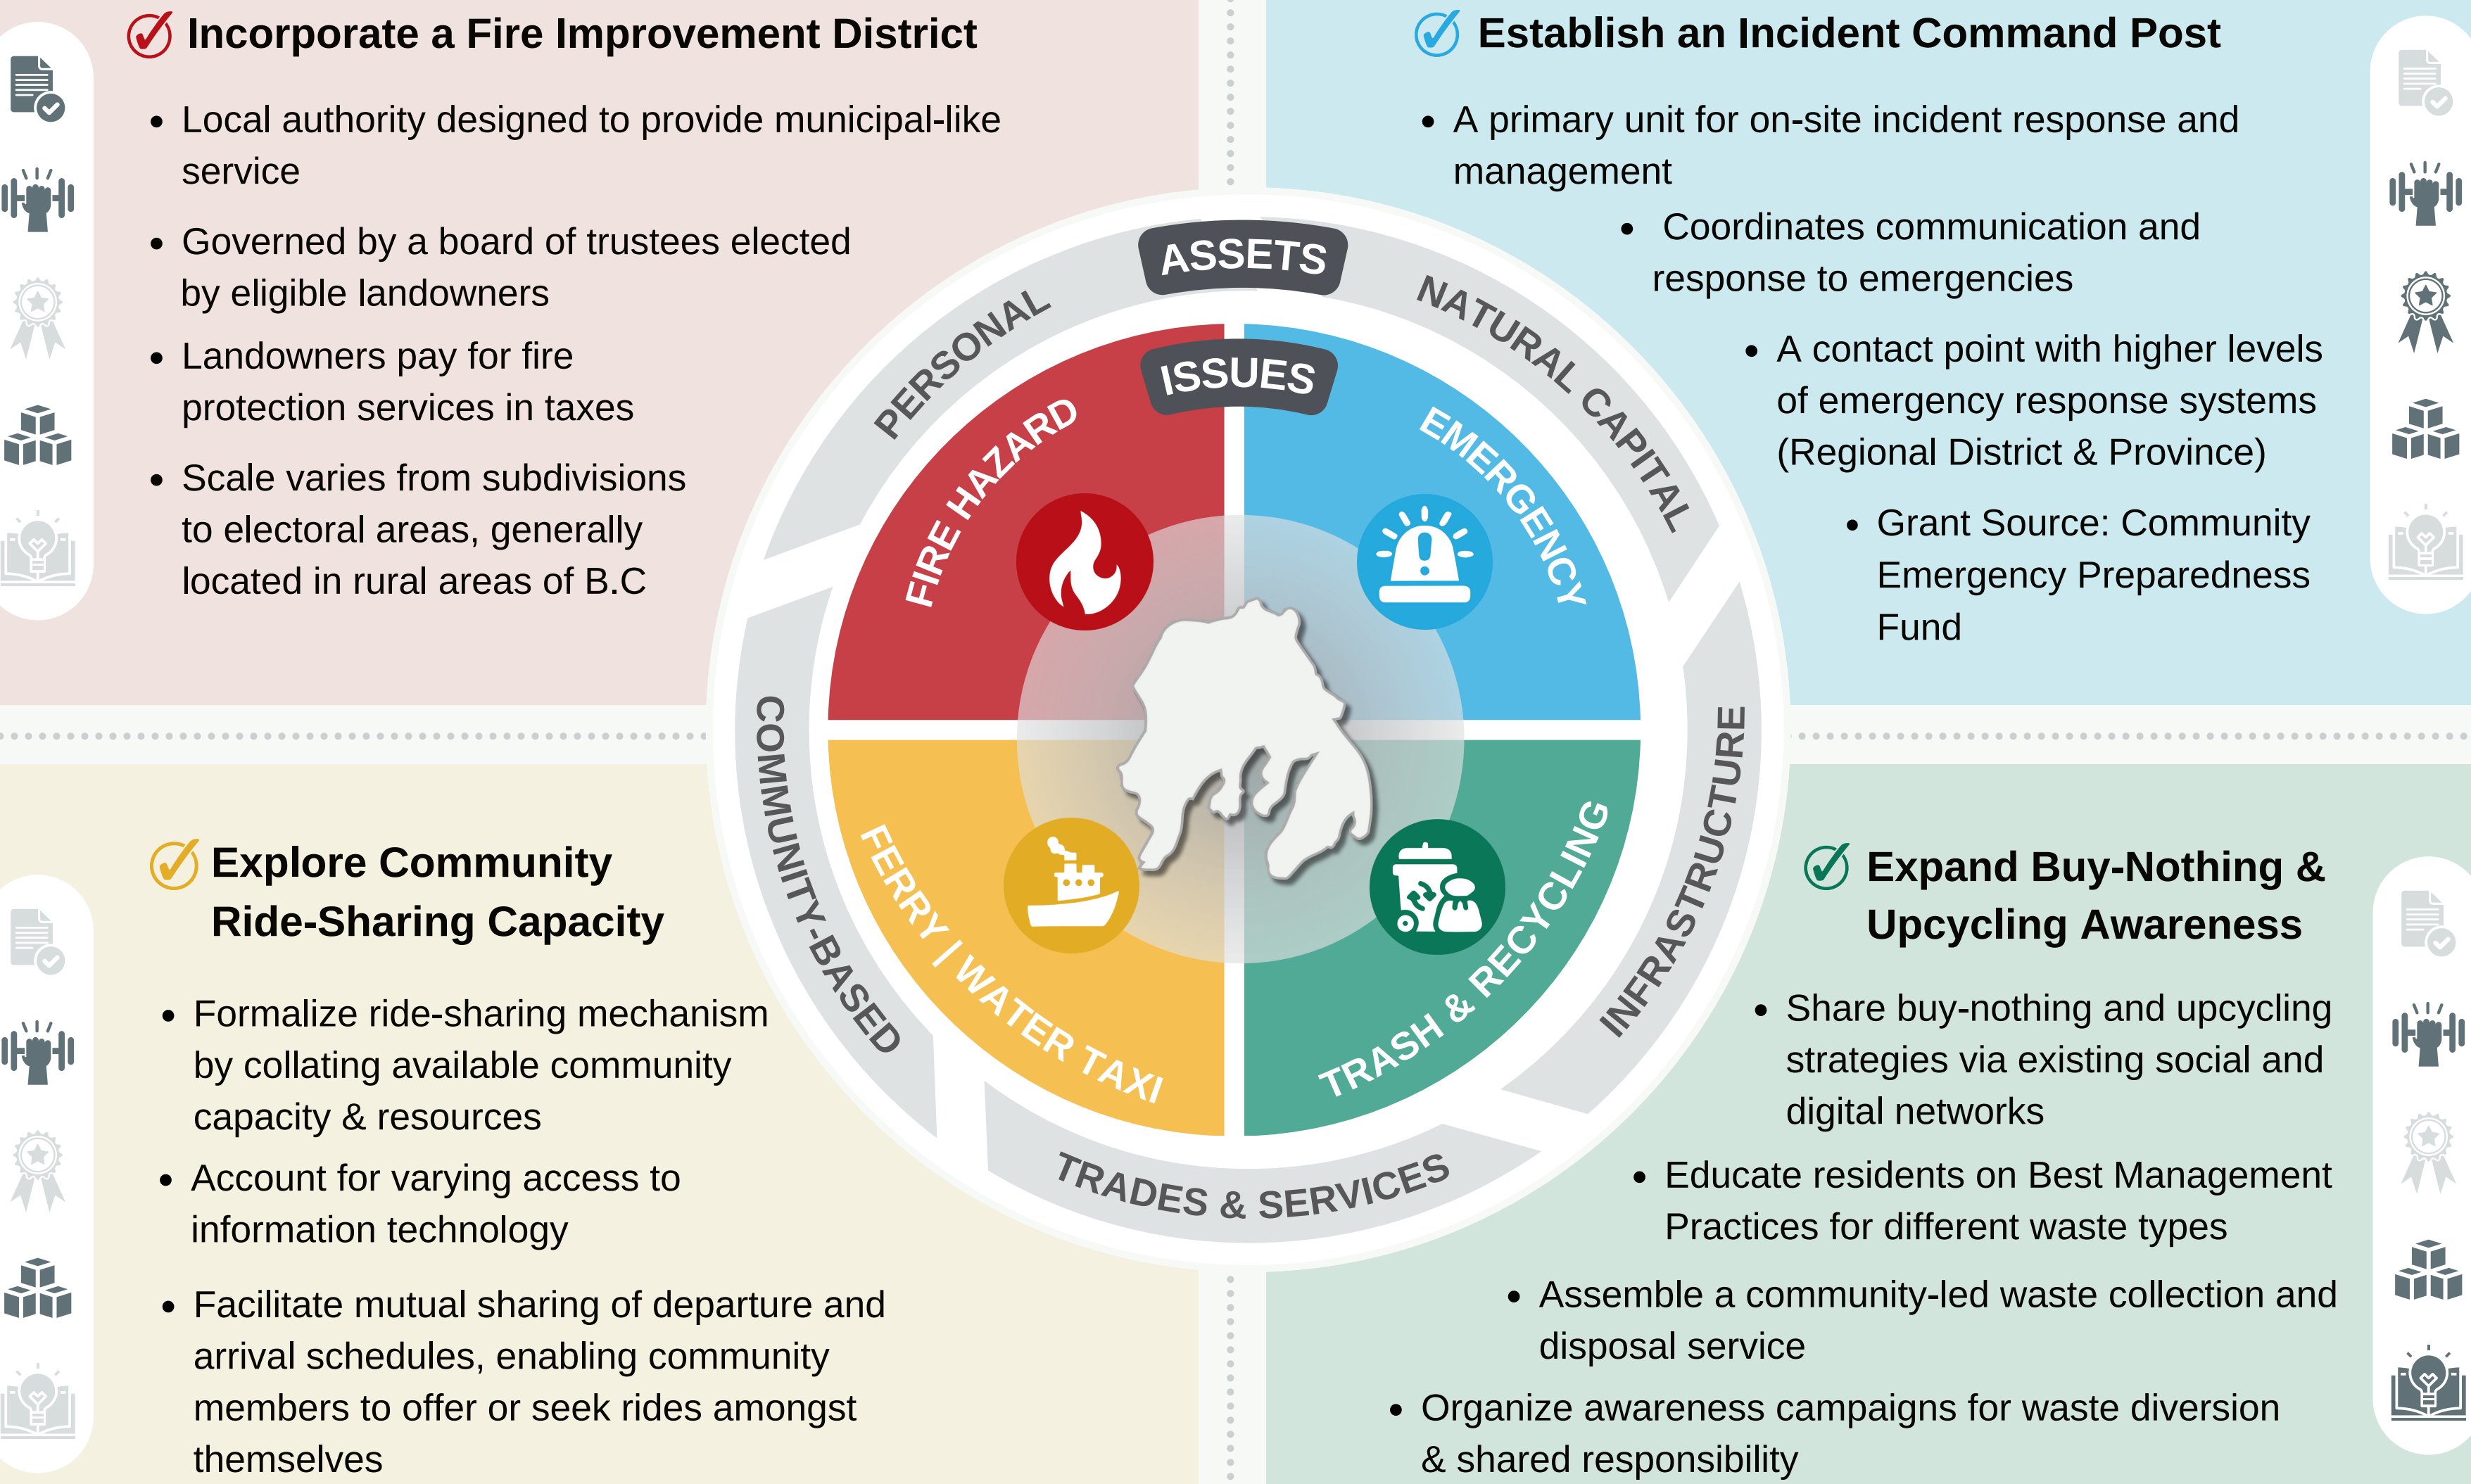 Incorporate a Fire Improvement District
• Local authority designed to provide municipal-like
service
• Governed by a board of trustees elected
by eligible landowners
• Landowners pay for fire
protection services in taxes
• Scale varies from subdivisions
to electoral areas, generally
located in rural areas of B.C
Establish an Incident Command Post
• A primary unit for on-site incident response and
management
• Coordinates communication and
response to emergencies
• A contact point with higher levels
of emergency response systems
(Regional District & Province)
• Grant Source: Community
Emergency Preparedness
Fund
ASSETS
PERSONAL
NATURAL CAPITAL
INFRASTRUCTURE
TRADES & SERVICES
COMMUNITY-BASED
ISSUES
FIRE HAZARD
EMERGENCY
FERRY | WATER TAXI
TRASH & RECYCLING
Explore Community
Ride-Sharing Capacity
• Formalize ride-sharing mechanism
by collating available community
capacity & resources
• Account for varying access to
information technology
• Facilitate mutual sharing of departure and
arrival schedules, enabling community
members to offer or seek rides amongst
themselves
Expand Buy-Nothing &
Upcycling Awareness
• Share buy-nothing and upcycling
strategies via existing social and
digital networks
• Educate residents on Best Management
Practices for different waste types
• Assemble a community-led waste collection and
disposal service
• Organize awareness campaigns for waste diversion
& shared responsibility